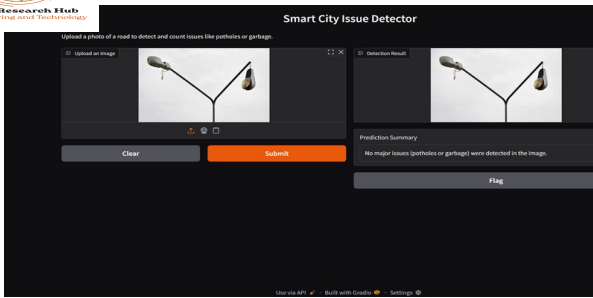 Research Hub
ring and Technology
Smart City Issue Detector
Upload a photo of a road to detect and count issues like potholes or garbage.
Upload an Image
Detection Result
Clear
Submit
Prediction Summary
No major issues (potholes or garbage) were detected in the image.
Flag
Use via API · Built with Gradio · Settings